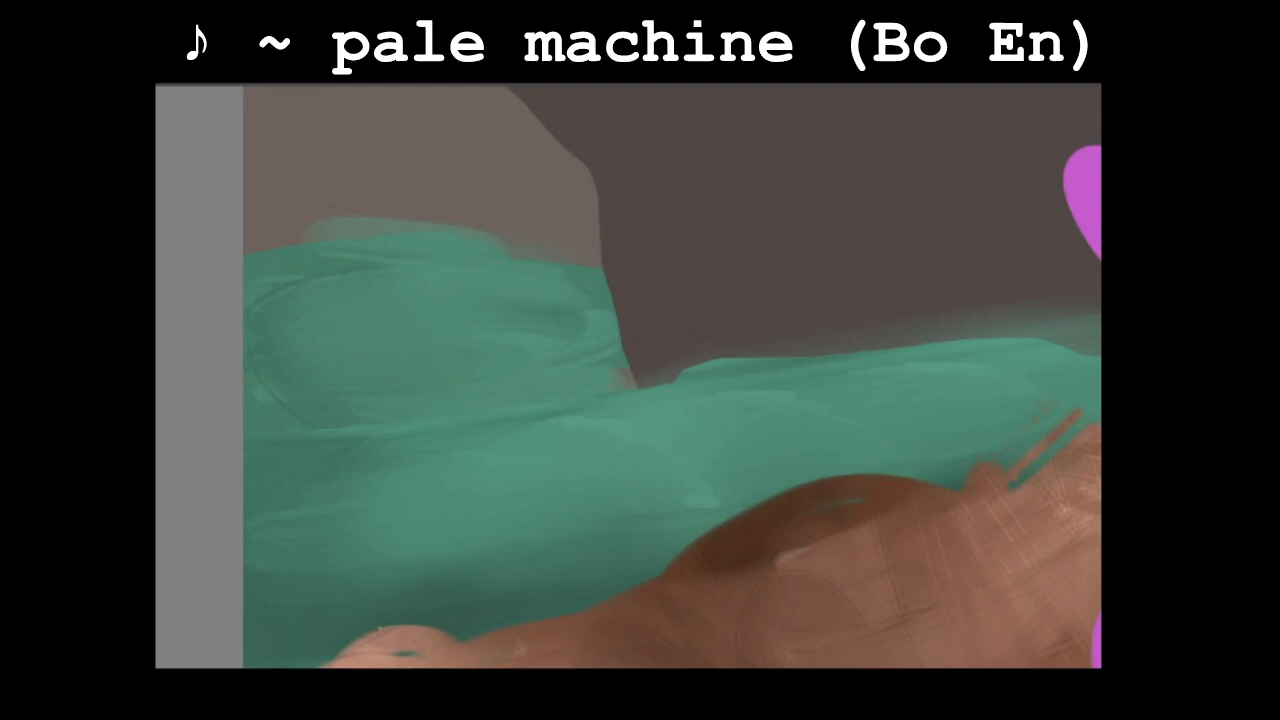 ♪ ~ pale machine (Bo En)